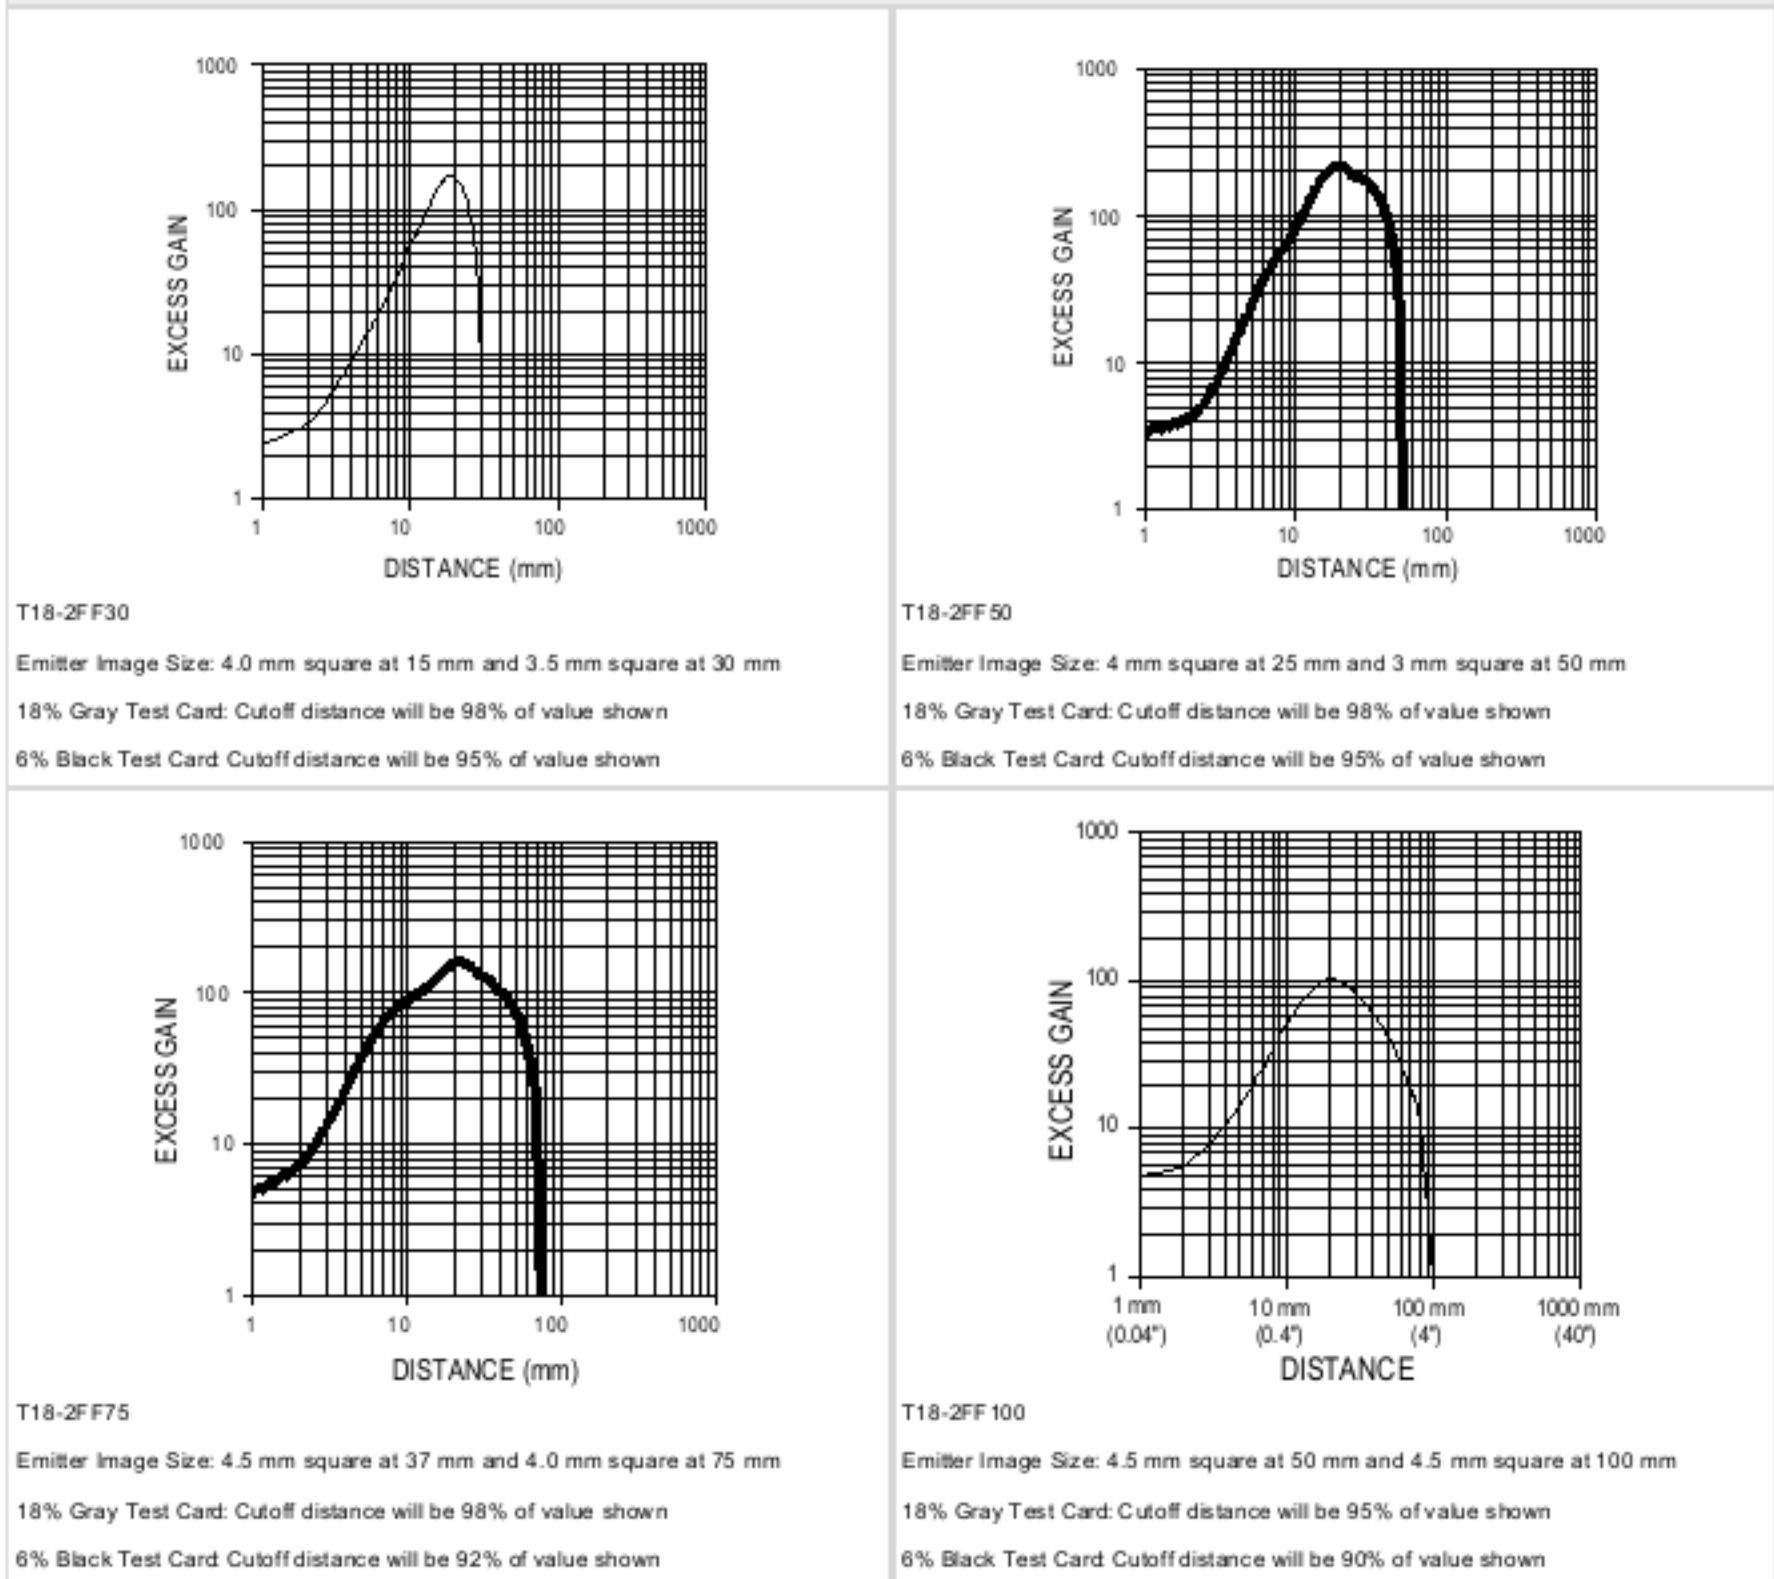 1000
100
10
1
EXCESS GAIN
1 10 100 1000
DISTANCE (mm)
T18-2FF30
Emitter Image Size: 4.0 mm square at 15 mm and 3.5 mm square at 30 mm
18% Gray Test Card: Cutoff distance will be 98% of value shown
6% Black Test Card: Cutoff distance will be 95% of value shown
1000
100
10
1
EXCESS GAIN
1 10 100 1000
DISTANCE (mm)
T18-2FF50
Emitter Image Size: 4 mm square at 25 mm and 3 mm square at 50 mm
18% Gray Test Card: Cutoff distance will be 98% of value shown
6% Black Test Card: Cutoff distance will be 95% of value shown
1000
100
10
1
EXCESS GAIN
1 10 100 1000
DISTANCE (mm)
T18-2FF75
Emitter Image Size: 4.5 mm square at 37 mm and 4.0 mm square at 75 mm
18% Gray Test Card: Cutoff distance will be 98% of value shown
6% Black Test Card: Cutoff distance will be 92% of value shown
1000
100
10
1
EXCESS GAIN
1 mm 10 mm 100 mm 1000 mm
(0.04") (0.4") (4") (40")
DISTANCE
T18-2FF100
Emitter Image Size: 4.5 mm square at 50 mm and 4.5 mm square at 100 mm
18% Gray Test Card: Cutoff distance will be 95% of value shown
6% Black Test Card: Cutoff distance will be 90% of value shown